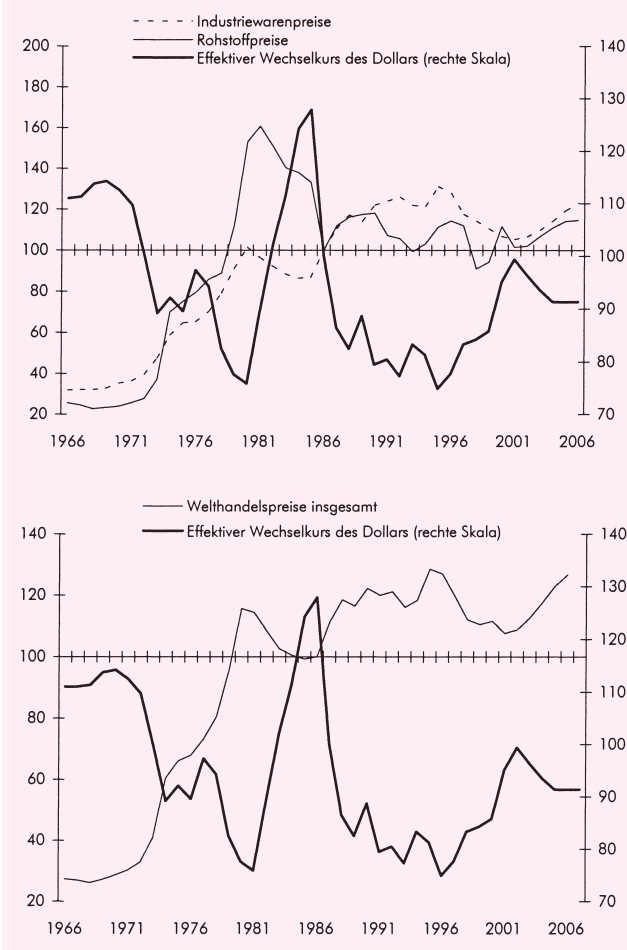 Industriewarenpreise
Rohstoffpreise
Effektiver Wechselkurs des Dollars (rechte Skala)
200 140
180 130
160 120
140
120 110
100 100
80 90
60 80
40
20 70
1966 1971 1976 1981 1986 1991 1996 2001 2006
Welthandelspreise insgesamt
Effektiver Wechselkurs des Dollars (rechte Skala)
140 140
120 130
100 120
80 110
60 100
40 90
20 80
70
1966 1971 1976 1981 1986 1991 1996 2001 2006